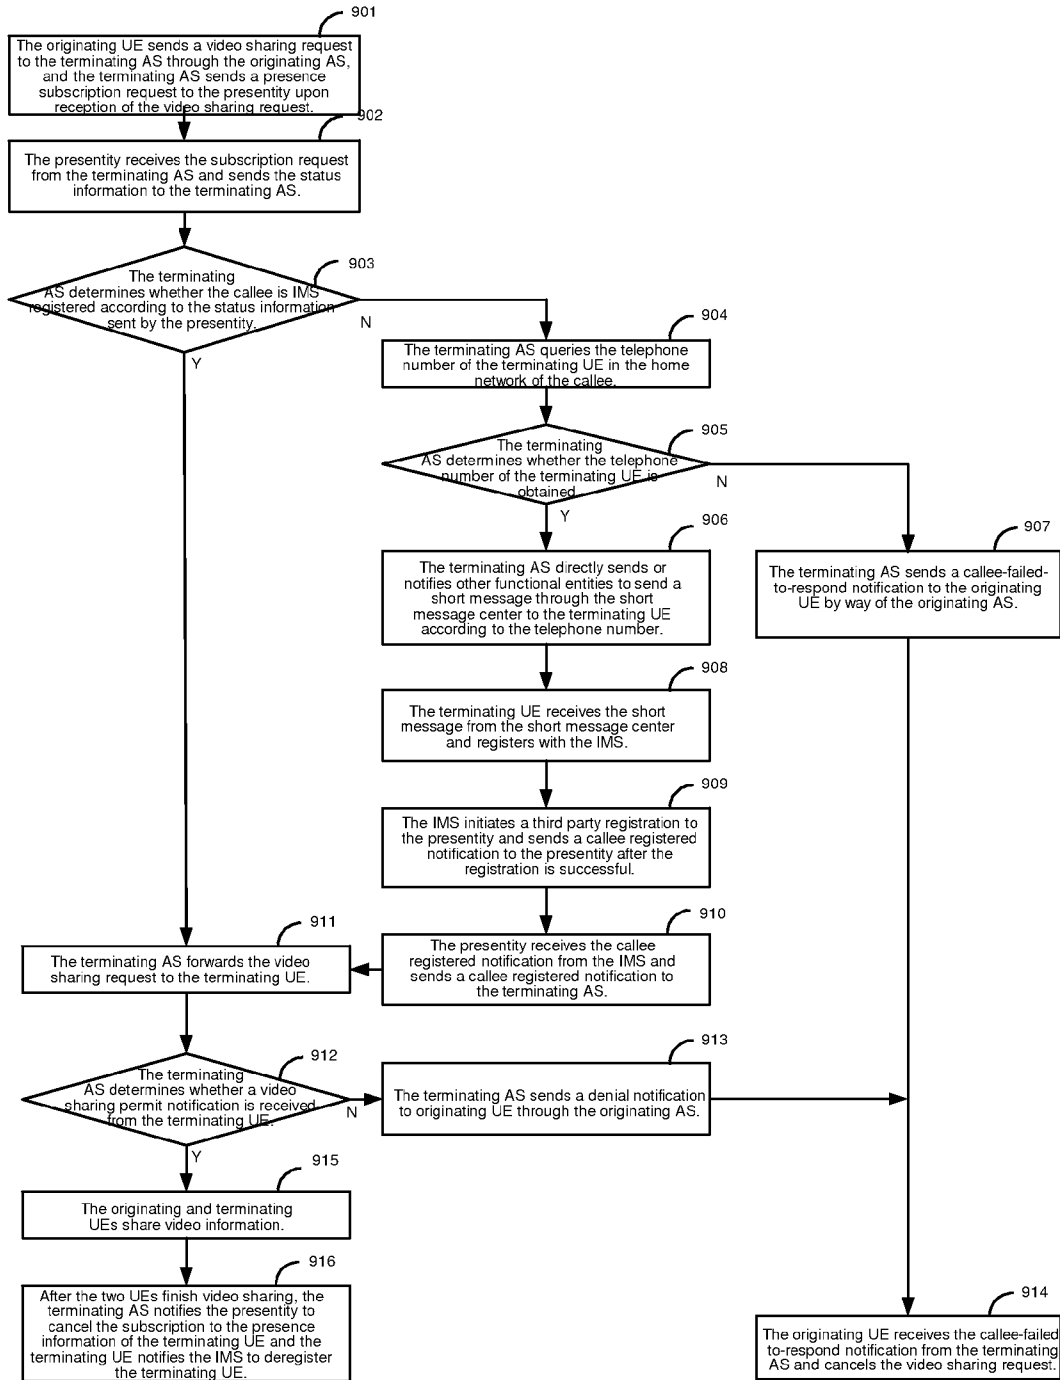 901
The originating UE sends a video sharing request
to the terminating AS through the originating AS,
and the terminating AS sends a presence
subscription request to the presentity upon
reception of the video sharing request.
902
The presentity receives the subscription request
from the terminating AS and sends the status
information to the terminating AS.
903
The terminating
AS determines whether the callee is IMS
registered according to the status information
sent by the presentity.
N
Y
904
The terminating AS queries the telephone
number of the terminating UE in the home
network of the callee.
905
The terminating
AS determines whether the telephone
number of the terminating UE is
obtained.
N
Y
906
The terminating AS directly sends or
notifies other functional entities to send a
short message through the short
message center to the terminating UE
according to the telephone number.
907
The terminating AS sends a callee-failed-
to-respond notification to the originating
UE by way of the originating AS.
908
The terminating UE receives the short
message from the short message center
and registers with the IMS.
909
The IMS initiates a third party registration to
the presentity and sends a callee registered
notification to the presentity after the
registration is successful.
910
The presentity receives the callee
registered notification from the IMS and
sends a callee registered notification to
the terminating AS.
911
The terminating AS forwards the video
sharing request to the terminating UE.
912
The terminating
AS determines whether a video
sharing permit notification is received
from the terminating UE.
N
Y
913
The terminating AS sends a denial notification
to originating UE through the originating AS.
915
The originating and terminating
UEs share video information.
916
After the two UEs finish video sharing, the
terminating AS notifies the presentity to
cancel the subscription to the presence
information of the terminating UE and the
terminating UE notifies the IMS to deregister
the terminating UE.
914
The originating UE receives the callee-failed
to-respond notification from the terminating
AS and cancels the video sharing request.